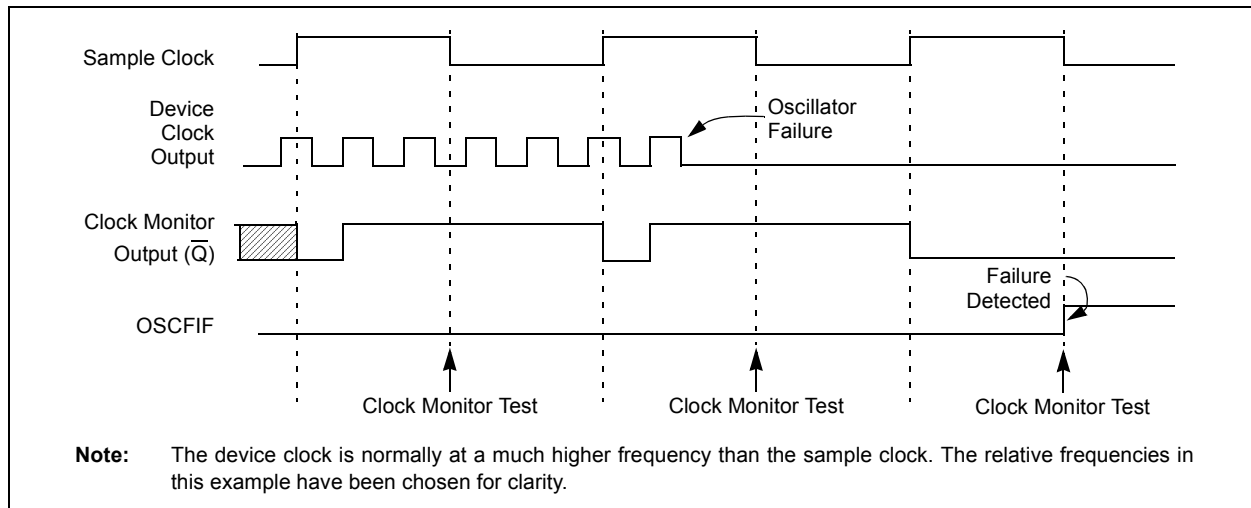 Sample Clock
Device
Clock
Output
Oscillator
Failure
Clock Monitor
Output (Q̅)
Failure
Detected
OSCFIF
Clock Monitor Test
Clock Monitor Test
Clock Monitor Test
Note: The device clock is normally at a much higher frequency than the sample clock. The relative frequencies in
this example have been chosen for clarity.